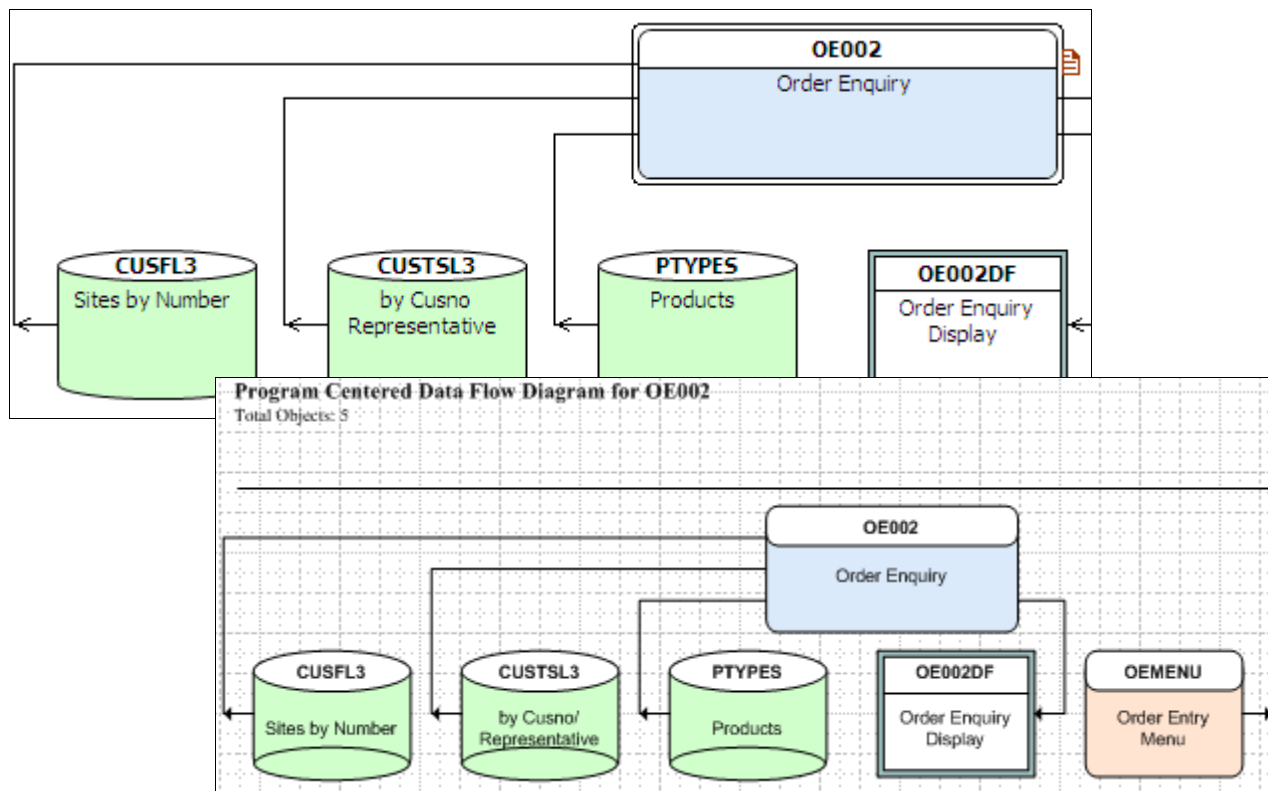 OE002
Order Enquiry
CUSFL3
Sites by Number
CUSTSL3
by Cusno
Representative
PTYPES
Products
OE002DF
Order Enquiry
Display
Program Centered Data Flow Diagram for OE002
Total Objects: 5
OE002
Order Enquiry
CUSFL3
Sites by Number
CUSTSL3
by Cusno/
Representative
PTYPES
Products
OE002DF
Order Enquiry
Display
OEMENU
Order Entry
Menu